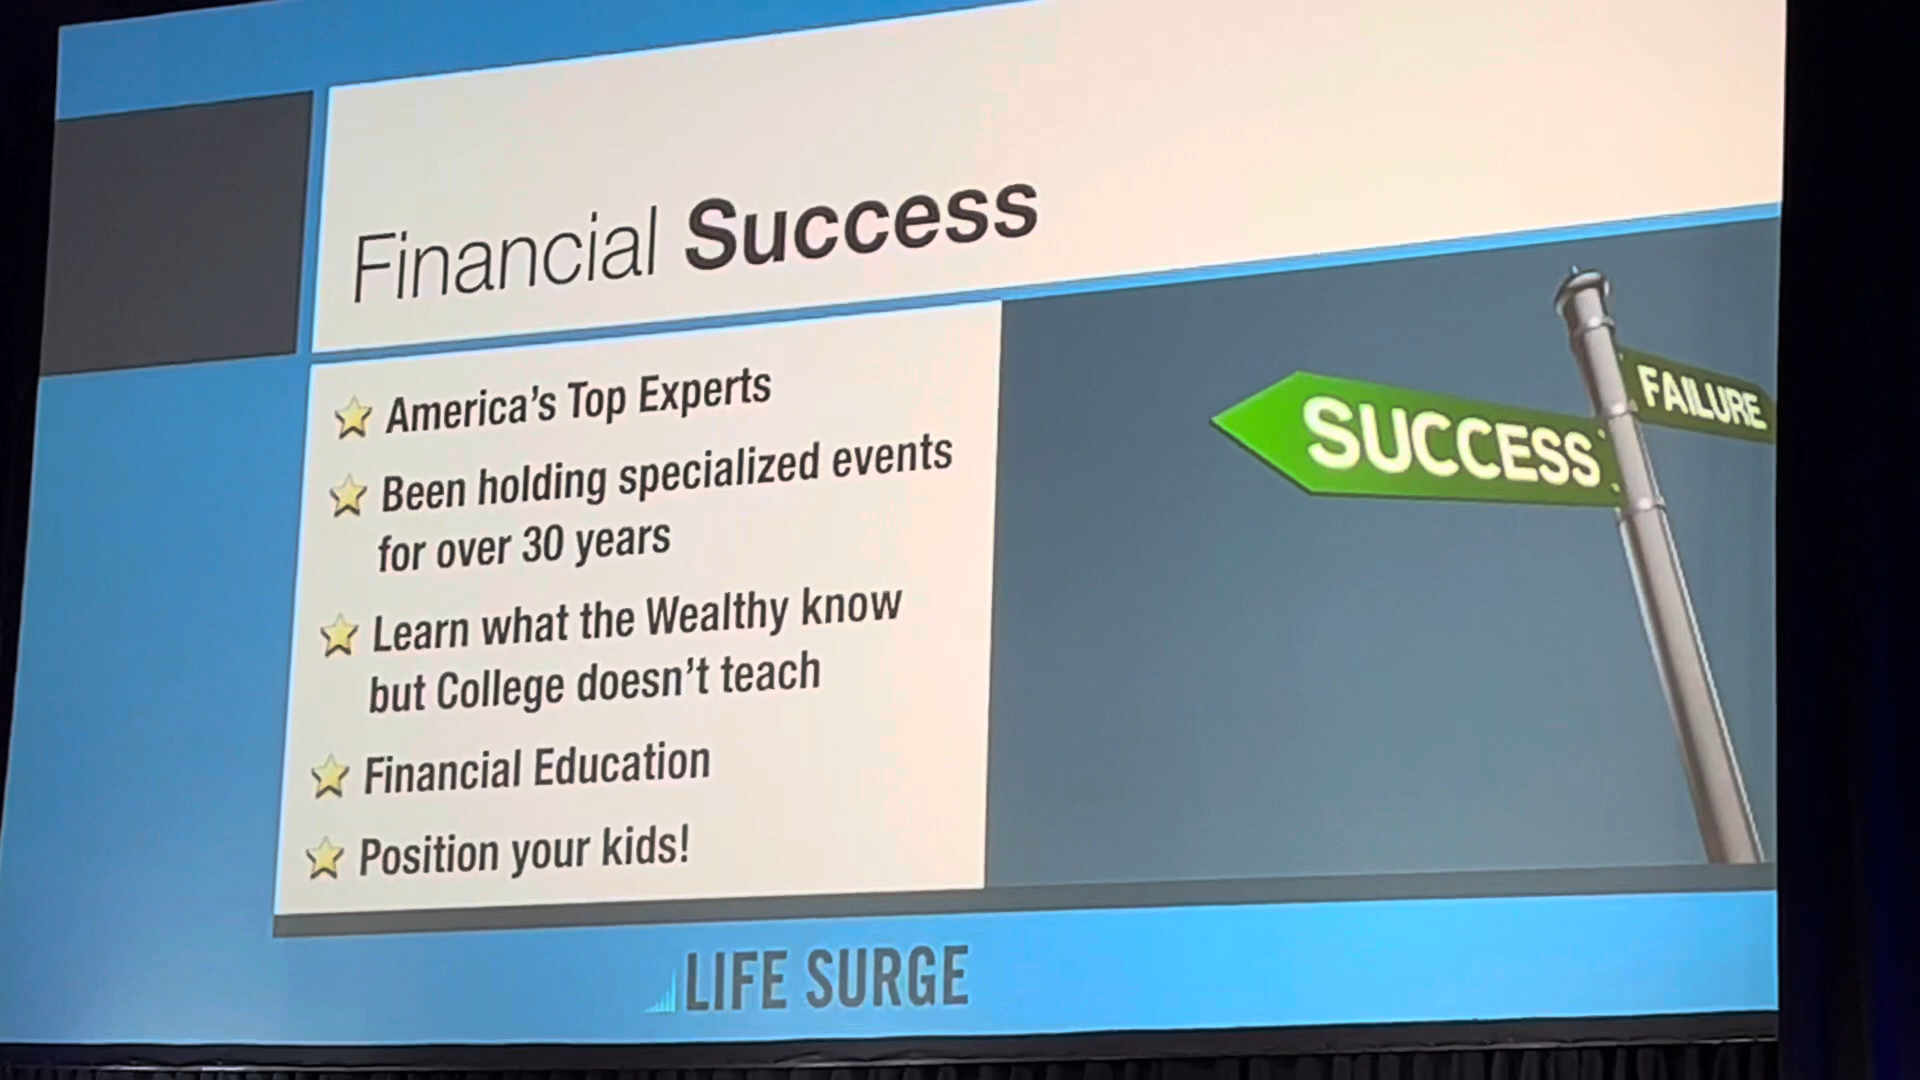 Financial Success
America's Top Experts
Been holding specialized events
for over 30 years
Learn what the Wealthy know
but College doesn't teach
Financial Education
Position your kids!
SUCCESS
FAILURE
LIFE SURGE